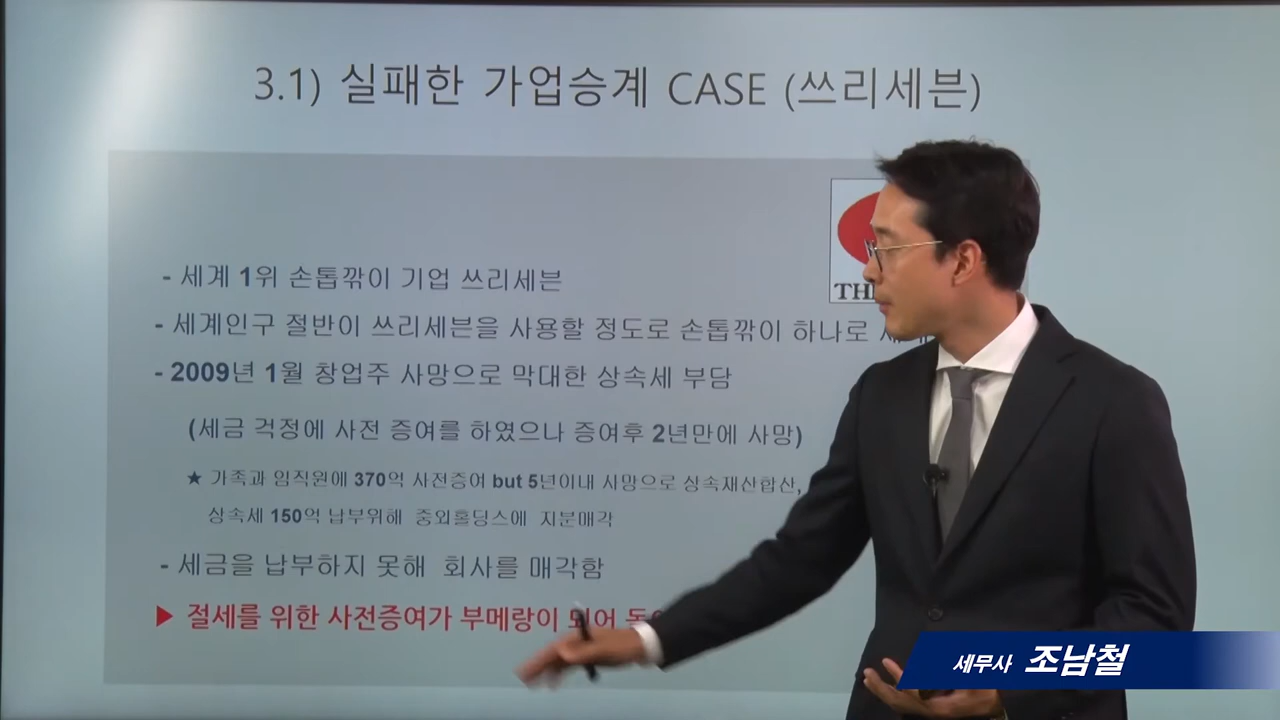 3.1) 실패한 가업승계 CASE (쓰리세븐)
- 세계 1위 손톱깎이 기업 쓰리세븐
- 세계인구 절반이 쓰리세븐을 사용할 정도로 손톱깎이 하나로
- 2009년 1월 창업주 사망으로 막대한 상속세 부담
(세금 걱정에 사전 증여를 하였으나 증여후 2년만에 사망)
★ 가족과 임직원에 370억 사전증여 but 5년이내 사망으로 상속재산합산,
상속세 150억 납부위해 중외홀딩스에 지분매각
- 세금을 납부하지 못해 회사를 매각함
▶ 절세를 위한 사전증여가 부메랑이 되어
세무사 조남철